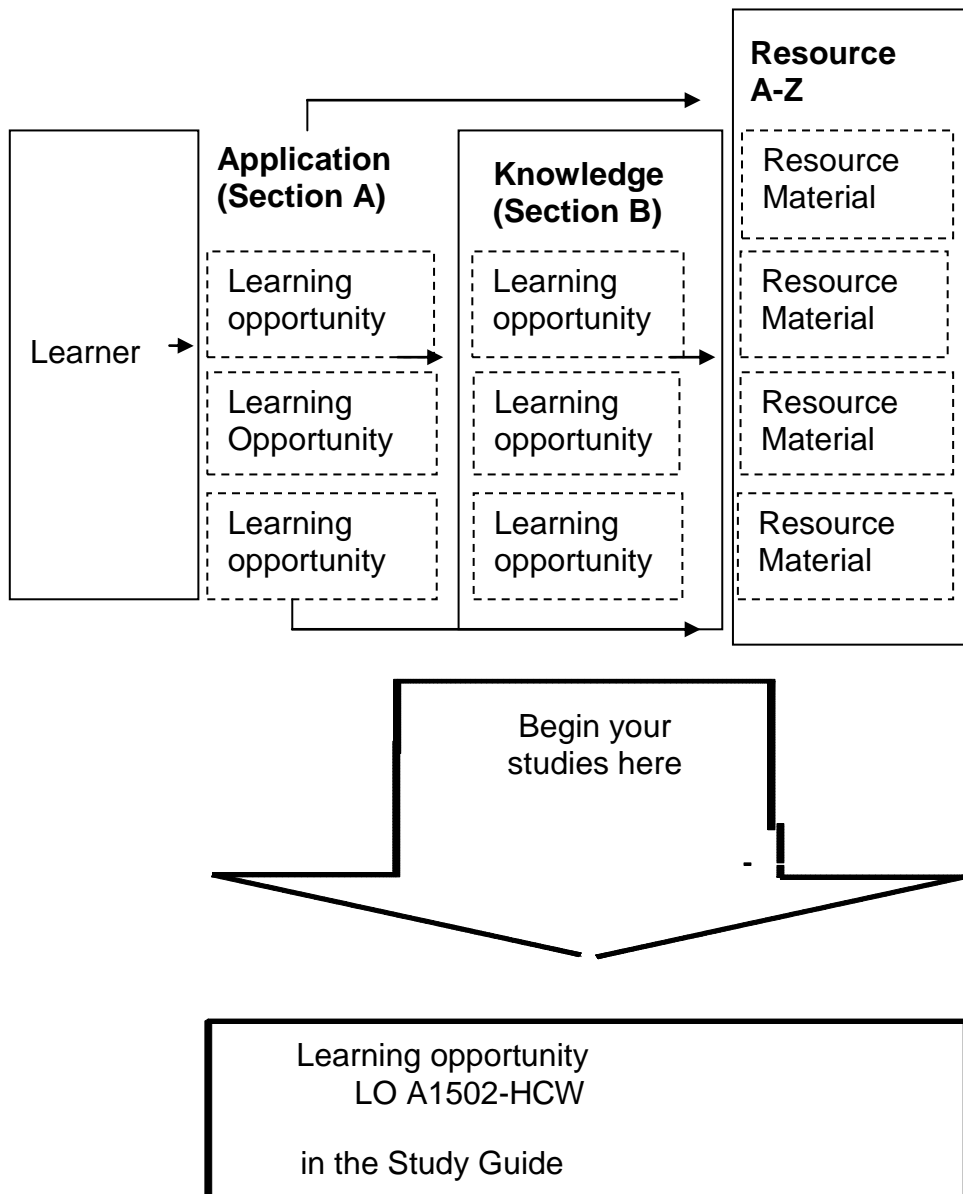 Learner
Application
(Section A)
Learning
opportunity
Learning
Opportunity
Learning
opportunity
Knowledge
(Section B)
Learning
opportunity
Learning
opportunity
Learning
opportunity
Resource
A-Z
Resource
Material
Resource
Material
Resource
Material
Resource
Material
Begin your
studies here
-
Learning opportunity
LO A1502-HCW
in the Study Guide